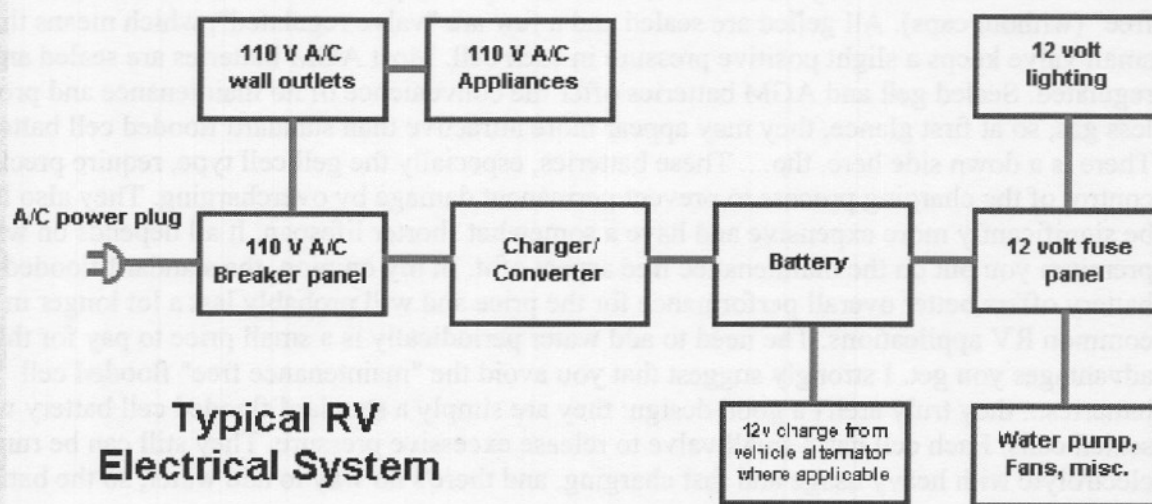 110 V A/C
wall outlets
110 V A/C
Appliances
12 volt
lighting
A/C power plug
110 V A/C
Breaker panel
Charger/
Converter
Battery
12 volt fuse
panel
Typical RV
Electrical System
12v charge from
vehicle alternator
where applicable
Water pump,
Fans, misc.